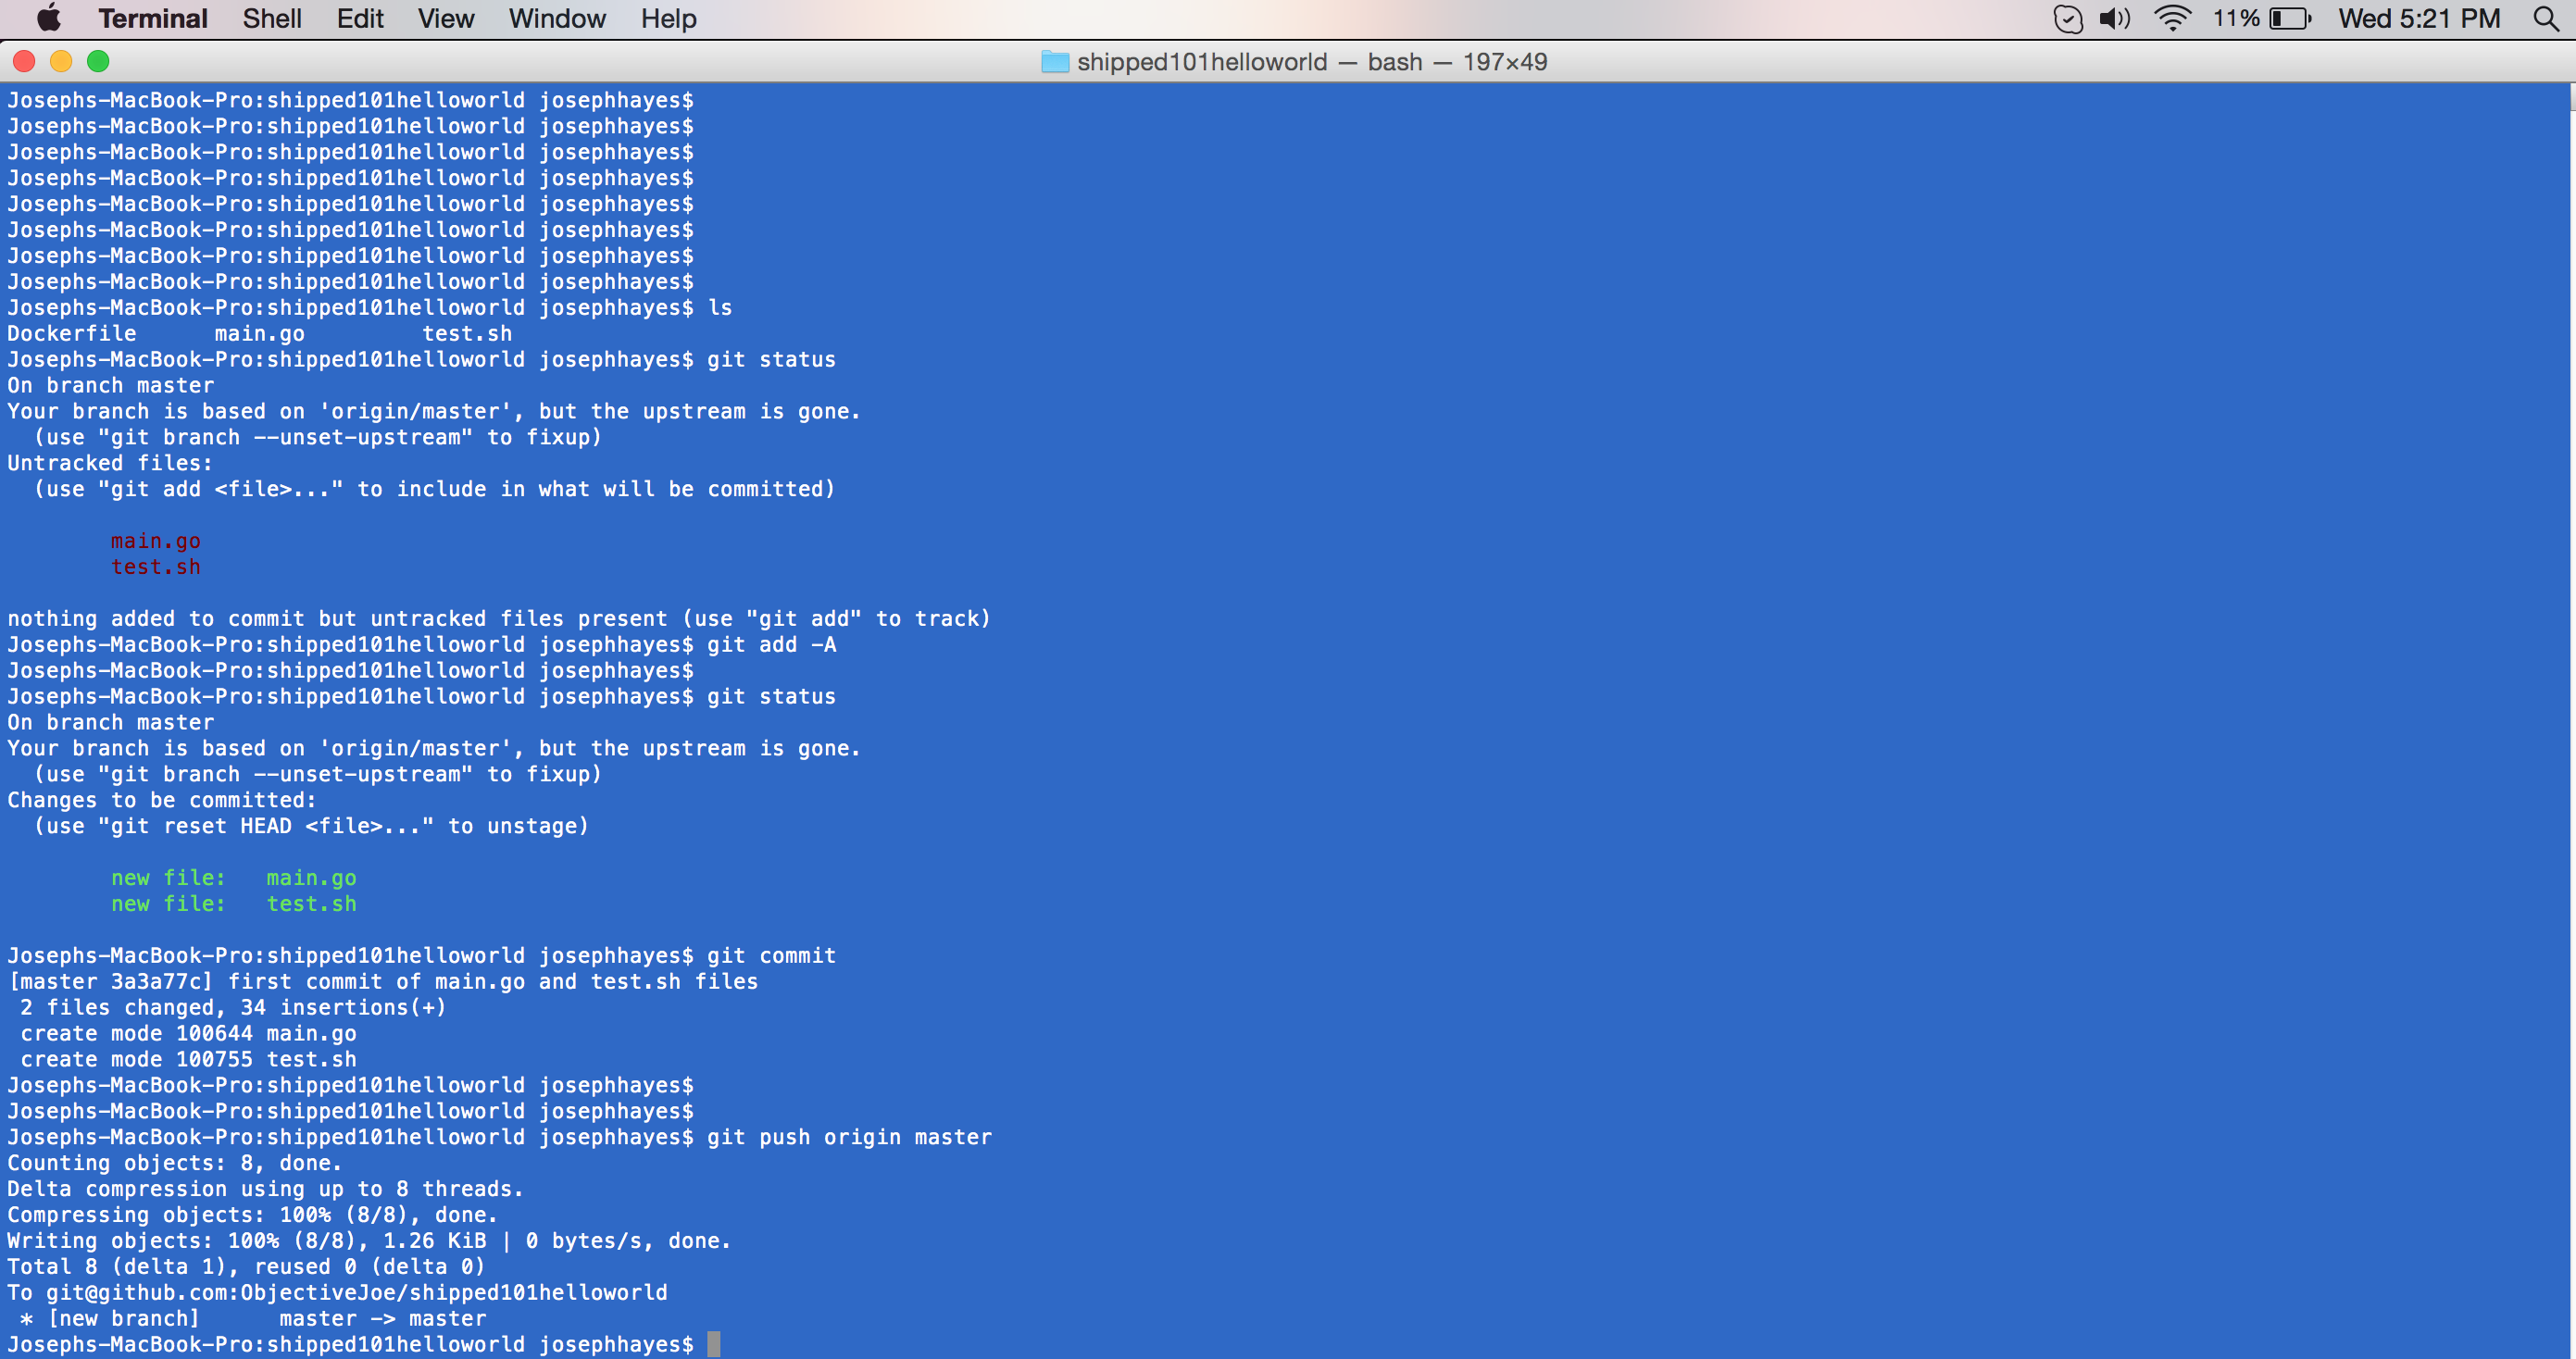 Terminal Shell Edit View Window Help 11% Wed 5:21 PM
shipped101helloworld — bash — 197×49
Josephs-MacBook-Pro:shipped101helloworld josephhayes$
Josephs-MacBook-Pro:shipped101helloworld josephhayes$
Josephs-MacBook-Pro:shipped101helloworld josephhayes$
Josephs-MacBook-Pro:shipped101helloworld josephhayes$
Josephs-MacBook-Pro:shipped101helloworld josephhayes$
Josephs-MacBook-Pro:shipped101helloworld josephhayes$
Josephs-MacBook-Pro:shipped101helloworld josephhayes$
Josephs-MacBook-Pro:shipped101helloworld josephhayes$
Josephs-MacBook-Pro:shipped101helloworld josephhayes$ ls
Dockerfile      main.go         test.sh
Josephs-MacBook-Pro:shipped101helloworld josephhayes$ git status
On branch master
Your branch is based on 'origin/master', but the upstream is gone.
  (use "git branch --unset-upstream" to fixup)
Untracked files:
  (use "git add <file>..." to include in what will be committed)
        main.go
        test.sh
nothing added to commit but untracked files present (use "git add" to track)
Josephs-MacBook-Pro:shipped101helloworld josephhayes$ git add -A
Josephs-MacBook-Pro:shipped101helloworld josephhayes$
Josephs-MacBook-Pro:shipped101helloworld josephhayes$ git status
On branch master
Your branch is based on 'origin/master', but the upstream is gone.
  (use "git branch --unset-upstream" to fixup)
Changes to be committed:
  (use "git reset HEAD <file>..." to unstage)
        new file:   main.go
        new file:   test.sh
Josephs-MacBook-Pro:shipped101helloworld josephhayes$ git commit
[master 3a3a77c] first commit of main.go and test.sh files
 2 files changed, 34 insertions(+)
 create mode 100644 main.go
 create mode 100755 test.sh
Josephs-MacBook-Pro:shipped101helloworld josephhayes$
Josephs-MacBook-Pro:shipped101helloworld josephhayes$
Josephs-MacBook-Pro:shipped101helloworld josephhayes$ git push origin master
Counting objects: 8, done.
Delta compression using up to 8 threads.
Compressing objects: 100% (8/8), done.
Writing objects: 100% (8/8), 1.26 KiB | 0 bytes/s, done.
Total 8 (delta 1), reused 0 (delta 0)
To git@github.com:ObjectiveJoe/shipped101helloworld
 * [new branch]      master -> master
Josephs-MacBook-Pro:shipped101helloworld josephhayes$